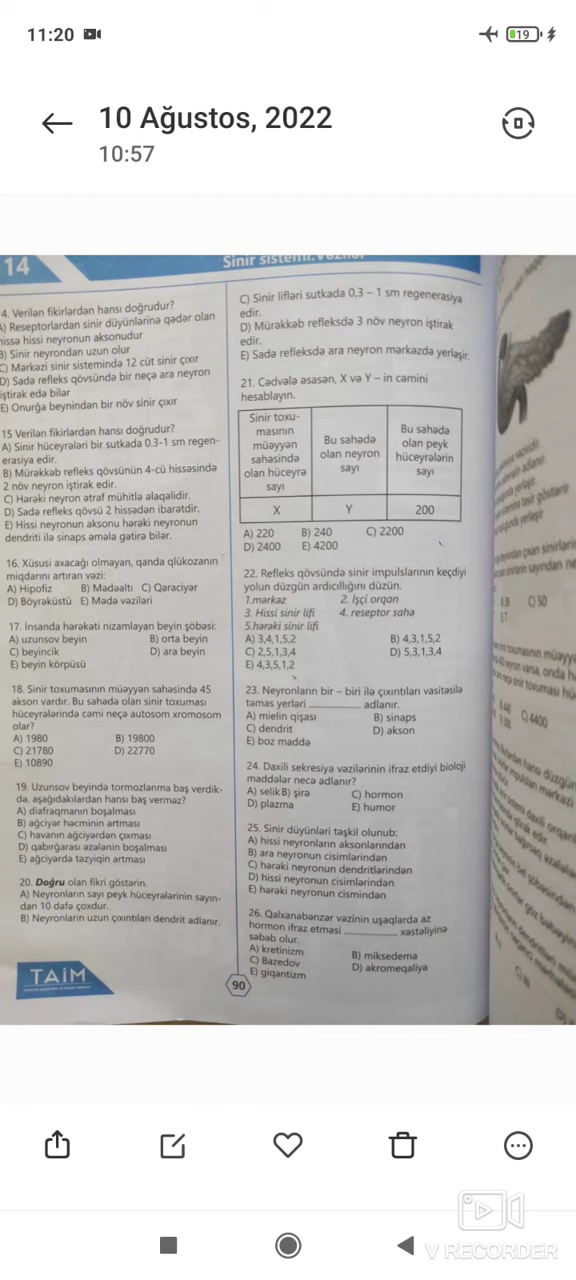 11:20
19
10 Ağustos, 2022
10:57
14
Sinir sistemi.
4. Verilən fikirlərdən hansı doğrudur?
A) Reseptorlardan sinir düyünlərinə qədər olan
hissə hissi neyronun aksonudur
B) Sinir neyrondan uzun olur
C) Mərkəzi sinir sistemində 12 cüt sinir çıxır
D) Sadə refleks qövsündə bir neçə ara neyron
iştirak edə bilər
E) Onurğa beynindən bir növ sinir çıxır
15 Verilən fikirlərdən hansı doğrudur?
A) Sinir hüceyrələri bir sutkada 0.3-1 sm regen-
erasiya edir.
B) Mürəkkəb refleks qövsünün 4-cü hissəsində
2 növ neyron iştirak edir.
C) Hərəki neyron ətraf mühitlə əlaqəlidir.
D) Sadə refleks qövsü 2 hissədən ibarətdir.
E) Hissi neyronun aksonu hərəki neyronun
dendriti ilə sinaps əmələ gətirə bilər.
16. Xüsusi axacağı olmayan, qanda qlükozanın
miqdarını artıran vəzi:
A) Hipofiz B) Mədəaltı C) Qaraciyər
D) Böyrəküstü E) Mədə vəziləri
17. İnsanda hərəkəti nizamlayan beyin şöbəsi:
A) uzunsov beyin B) orta beyin
C) beyincik D) ara beyin
E) beyin körpüsü
18. Sinir toxumasının müəyyən sahəsində 45
akson vardır. Bu sahədə olan sinir toxuması
hüceyrələrində cəmi neçə autosom xromosom
olar?
A) 1980 B) 19800
C) 21780 D) 22770
E) 10890
19. Uzunsov beyində tormozlanma baş verdik-
də, aşağıdakılardan hansı baş verməz?
A) diafraqmanın boşalması
B) ağciyər həcminin artması
C) havanın ağciyərdən çıxması
D) qabırğarası əzələnin boşalması
E) ağciyərdə təzyiqin artması
20. Doğru olan fikri göstərin.
A) Neyronların sayı peyk hüceyrələrinin sayın-
dan 10 dəfə çoxdur.
B) Neyronların uzun çıxıntıları dendrit adlanır.
TAİM
C) Sinir lifləri sutkada 0,3 – 1 sm regenerasiya
edir.
D) Mürəkkəb refleksdə 3 növ neyron iştirak
edir.
E) Sadə refleksdə ara neyron mərkəzdə yerləşir.
21. Cədvələ əsasən, X və Y – in cəmini
hesablayın.
Sinir toxu-
masının
müəyyən
sahəsində
olan hüceyrə
sayı
Bu sahədə
olan neyron
sayı
Bu sahədə
olan peyk
hüceyrələrin
sayı
X Y 200
A) 220 B) 240 C) 2200
D) 2400 E) 4200
22. Refleks qövsündə sinir impulslarının keçdiyi
yolun düzgün ardıcıllığını düzün.
1.mərkəz 2. İşçi orqan
3. Hissi sinir lifi 4. reseptor sahə
5.hərəki sinir lifi
A) 3,4,1,5,2 B) 4,3,1,5,2
C) 2,5,1,3,4 D) 5,3,1,3,4
E) 4,3,5,1,2
23. Neyronların bir – biri ilə çıxıntıları vasitəsilə
təmas yerləri ________ adlanır.
A) mielin qişası B) sinaps
C) dendrit D) akson
E) boz maddə
24. Daxili sekresiya vəzilərinin ifraz etdiyi bioloji
maddələr necə adlanır?
A) selik B) şirə C) hormon
D) plazma E) humor
25. Sinir düyünləri təşkil olunub:
A) hissi neyronların aksonlarından
B) ara neyronun cisimlərindən
C) hərəki neyronun dendritlərindən
D) hissi neyronun cisimlərindən
E) hərəki neyronun cismindən
26. Qalxanabənzər vəzinin uşaqlarda az
hormon ifraz etməsi ________ xəstəliyinə
səbəb olur.
A) kretinizm B) miksedema
C) Bazedov D) akromeqaliya
E) giqantizm
90
C) 50
C) 4400
V RECORDER